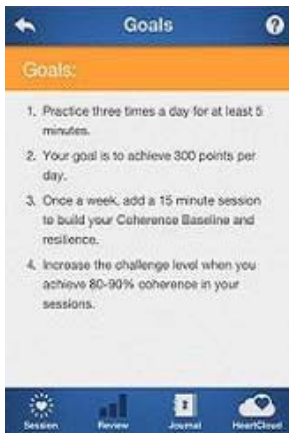 Goals
?
Goals:
1. Practice three times a day for at least 5
minutes.
2. Your goal is to achieve 300 points per
day.
3. Once a week, add a 15 minute session
to build your Coherence Baseline and
resilience.
4. Increase the challenge level when you
achieve 80-90% coherence in your
sessions.
Session Review Journal HeartCloud